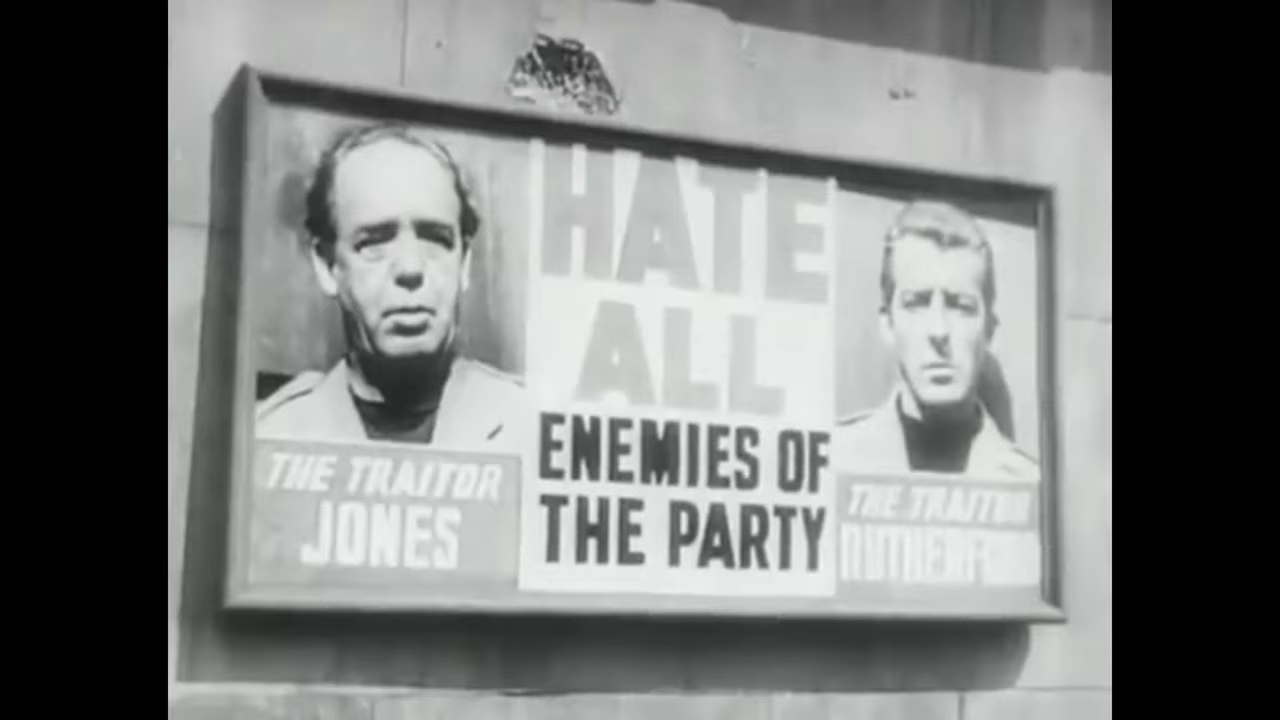 HATE
ALL
ENEMIES OF
THE PARTY
THE TRAITOR
JONES
THE TRAITOR
RUTHERFORD